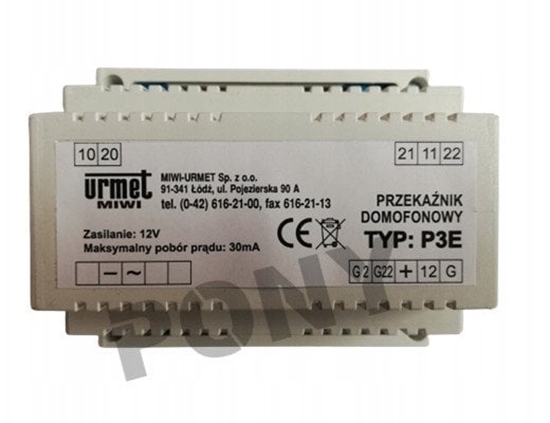 10 20
21 11 22
urmet
MIWI
MIWI-URMET Sp. z o.o.
91-341 Łódź, ul. Pojezierska 90 A
tel. (0-42) 616-21-00, fax 616-21-13
PRZEKAŹNIK
DOMOFONOWY
TYP: P3E
Zasilanie: 12V
Maksymalny pobór prądu: 30mA
CE
− ~
G2 G22 + 12 G
PONY